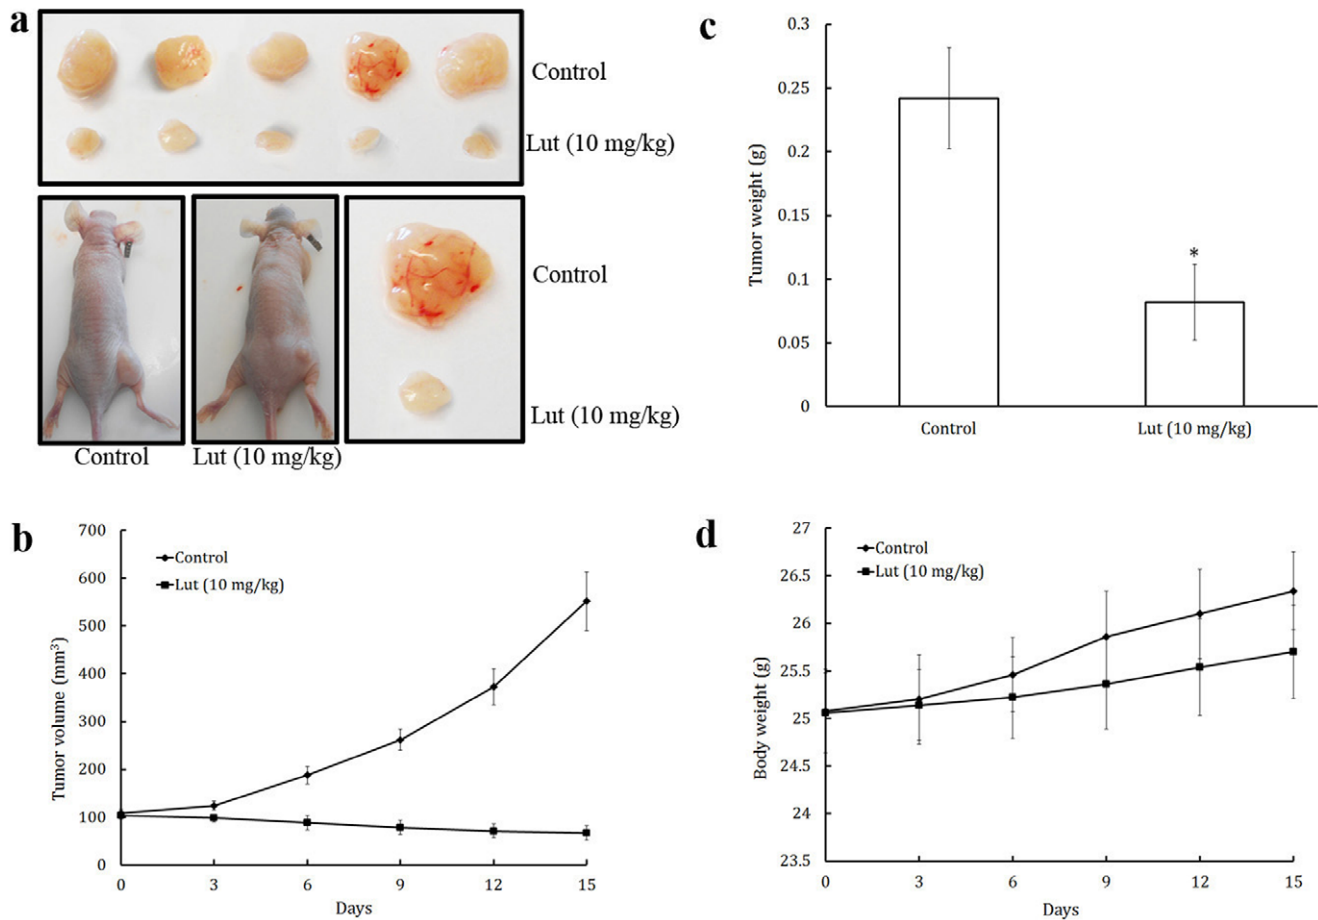 a
Control
Lut (10 mg/kg)
Control
Lut (10 mg/kg)
Control
Lut (10 mg/kg)
b
700
600
500
400
300
200
100
0
Tumor volume (mm³)
Control
Lut (10 mg/kg)
0 3 6 9 12 15
Days
c
0.3
0.25
0.2
0.15
0.1
0.05
0
Tumor weight (g)
*
Control Lut (10 mg/kg)
d
27
26.5
26
25.5
25
24.5
24
23.5
Body weight (g)
Control
Lut (10 mg/kg)
0 3 6 9 12 15
Days